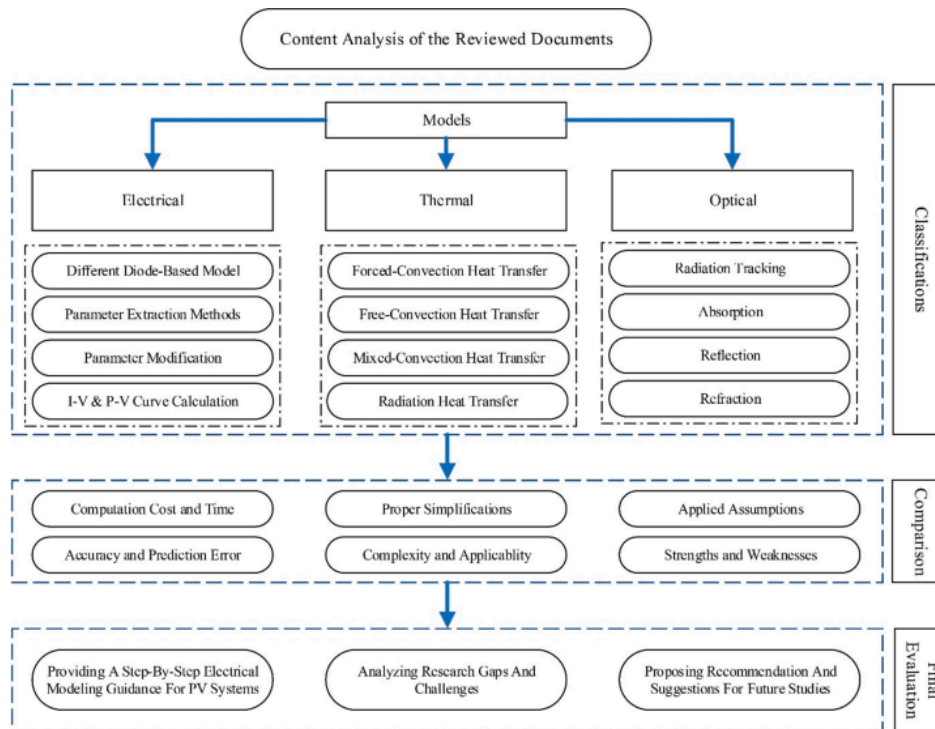 Content Analysis of the Reviewed Documents
Models
Electrical
Thermal
Optical
Different Diode-Based Model
Parameter Extraction Methods
Parameter Modification
I-V & P-V Curve Calculation
Forced-Convection Heat Transfer
Free-Convection Heat Transfer
Mixed-Convection Heat Transfer
Radiation Heat Transfer
Radiation Tracking
Absorption
Reflection
Refraction
Classifications
Computation Cost and Time
Proper Simplifications
Applied Assumptions
Accuracy and Prediction Error
Complexity and Applicablity
Strengths and Weaknesses
Comparison
Providing A Step-By-Step Electrical
Modeling Guidance For PV Systems
Analyzing Research Gaps And
Challenges
Proposing Recommendation And
Suggestions For Future Studies
Final
Evaluation